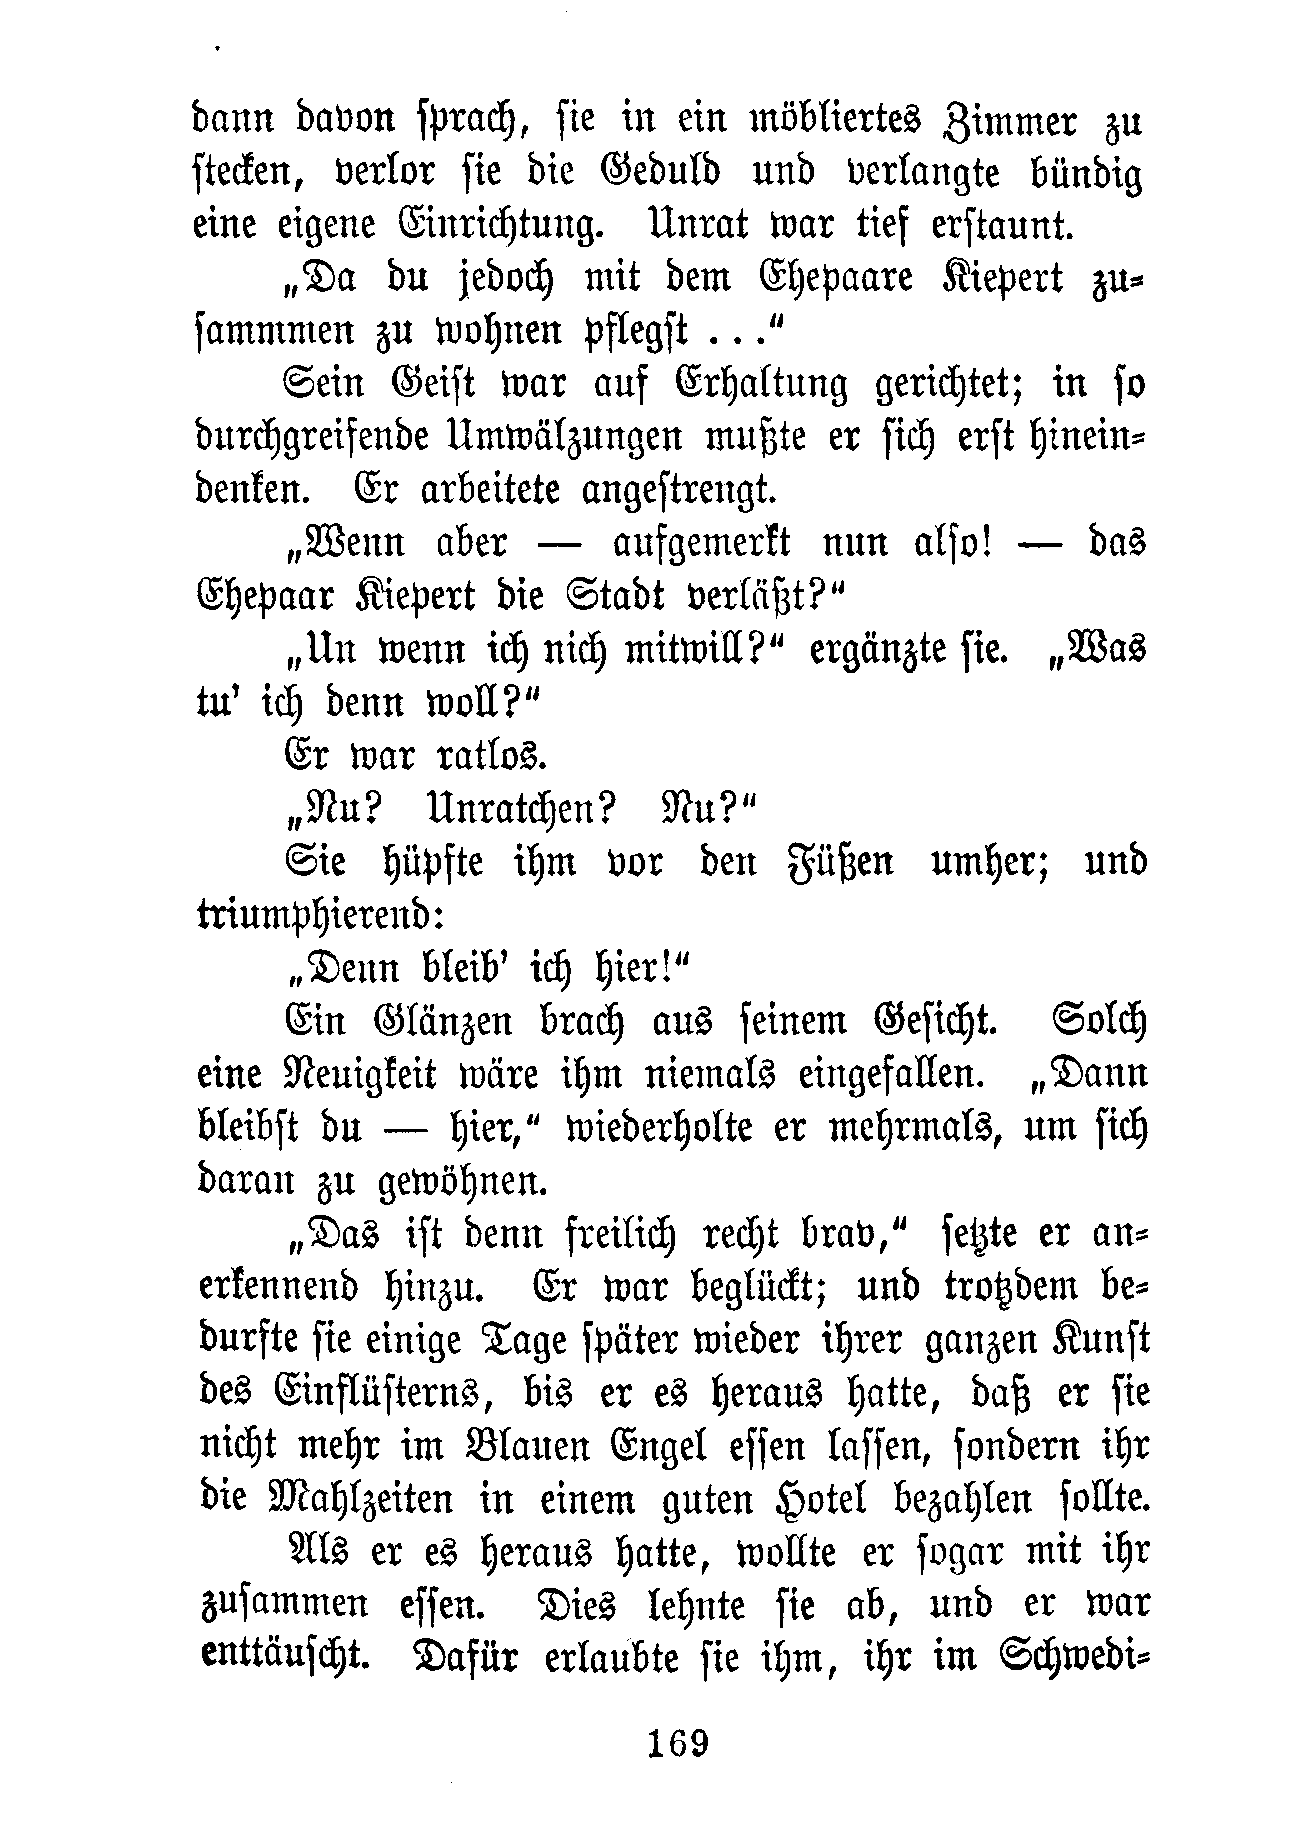 dann davon sprach, sie in ein möbliertes Zimmer zu
stecken, verlor sie die Geduld und verlangte bündig
eine eigene Einrichtung. Unrat war tief erstaunt.
„Da du jedoch mit dem Ehepaare Kiepert zu-
sammmen zu wohnen pflegst . . .“
Sein Geist war auf Erhaltung gerichtet; in so
durchgreifende Umwälzungen mußte er sich erst hinein-
denken. Er arbeitete angestrengt.
„Wenn aber — aufgemerkt nun also! — das
Ehepaar Kiepert die Stadt verläßt?“
„Un wenn ich nich mitwill?“ ergänzte sie. „Was
tu’ ich denn woll?“
Er war ratlos.
„Nu? Unratchen? Nu?“
Sie hüpfte ihm vor den Füßen umher; und
triumphierend:
„Denn bleib’ ich hier!“
Ein Glänzen brach aus seinem Gesicht. Solch
eine Neuigkeit wäre ihm niemals eingefallen. „Dann
bleibst du — hier,“ wiederholte er mehrmals, um sich
daran zu gewöhnen.
„Das ist denn freilich recht brav,“ setzte er an-
erkennend hinzu. Er war beglückt; und trotzdem be-
durfte sie einige Tage später wieder ihrer ganzen Kunst
des Einflüsterns, bis er es heraus hatte, daß er sie
nicht mehr im Blauen Engel essen lassen, sondern ihr
die Mahlzeiten in einem guten Hotel bezahlen sollte.
Als er es heraus hatte, wollte er sogar mit ihr
zusammen essen. Dies lehnte sie ab, und er war
enttäuscht. Dafür erlaubte sie ihm, ihr im Schwedi-
169